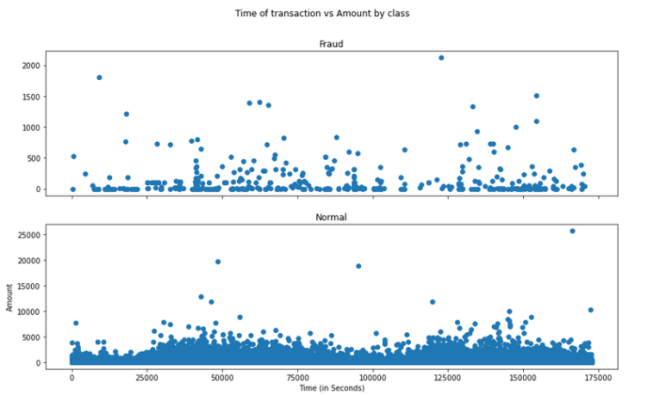 Time of transaction vs Amount by class
Fraud
2000
1500
1000
500
0
Normal
25000
20000
15000
10000
5000
0
Amount
0 25000 50000 75000 100000 125000 150000 175000
Time (in Seconds)